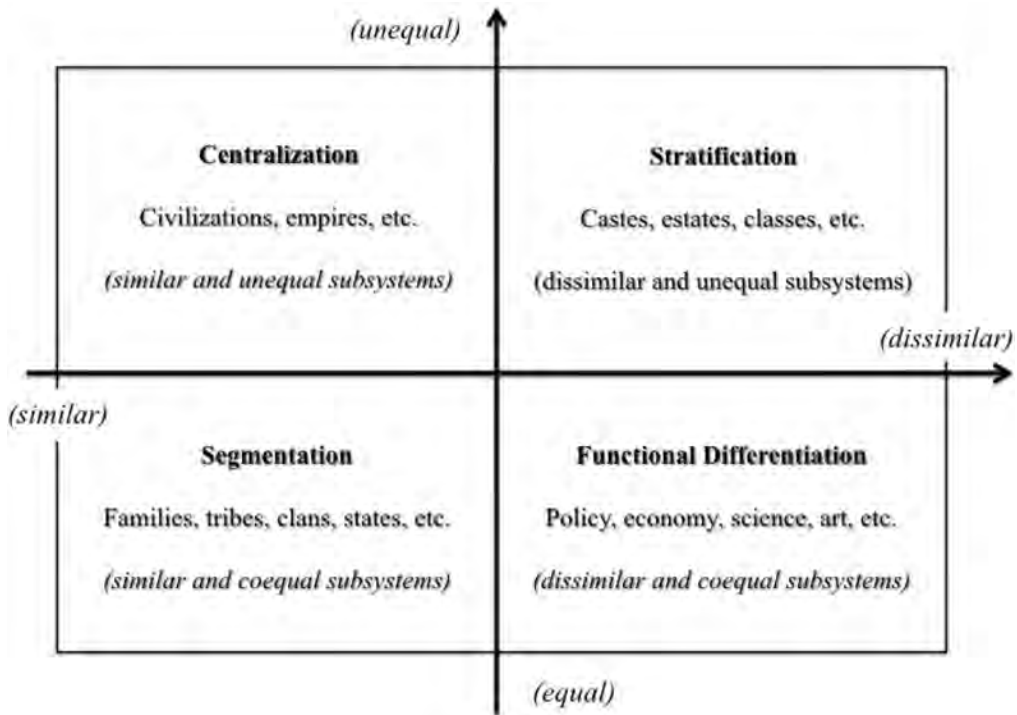 (unequal)
Centralization
Civilizations, empires, etc.
(similar and unequal subsystems)
Stratification
Castes, estates, classes, etc.
(dissimilar and unequal subsystems)
(dissimilar)
(similar)
Segmentation
Families, tribes, clans, states, etc.
(similar and coequal subsystems)
Functional Differentiation
Policy, economy, science, art, etc.
(dissimilar and coequal subsystems)
(equal)